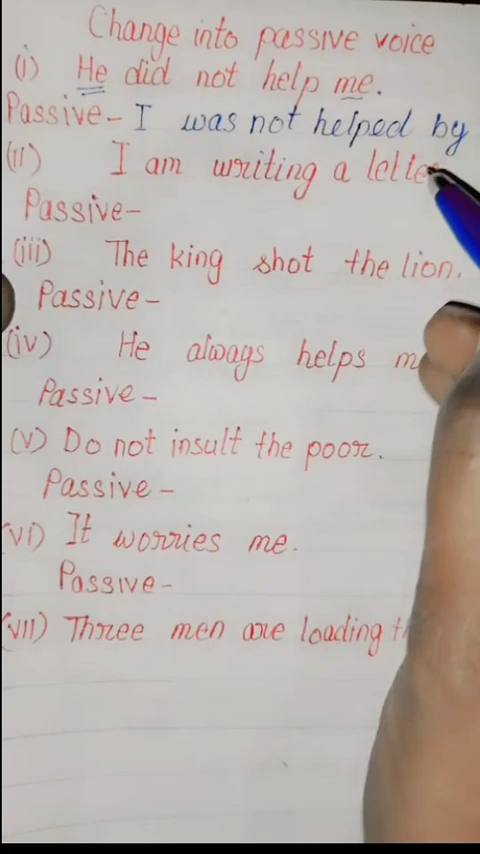 Change into passive voice
(i) He did not help me.
Passive- I was not helped by
(ii) I am writing a lette
Passive-
(iii) The king shot the lion.
Passive-
(iv) He always helps m
Passive-
(v) Do not insult the poor.
Passive-
(vi) It worries me.
Passive-
(vii) Three men are loading th